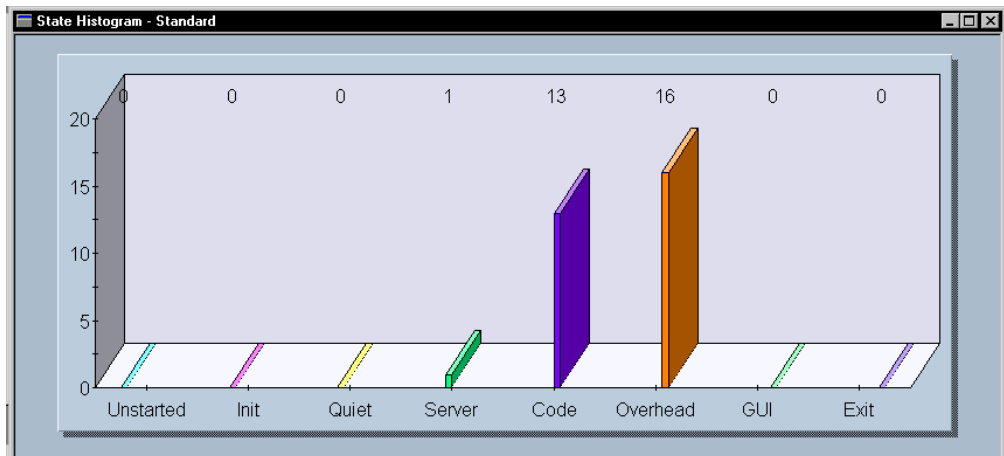 State Histogram - Standard
0 0 0 1 13 16 0 0
20
15
10
5
0
Unstarted Init Quiet Server Code Overhead GUI Exit